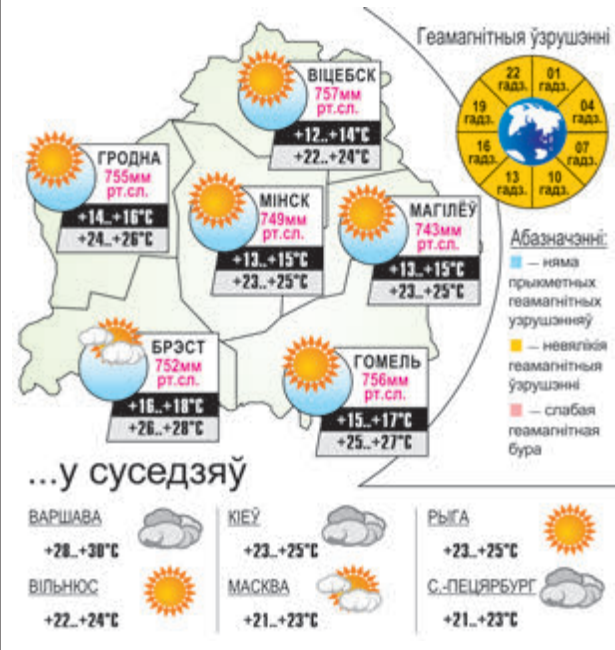 Геамагнітныя ўзрушэнні
22 гадз.
01 гадз.
04 гадз.
07 гадз.
10 гадз.
13 гадз.
16 гадз.
19 гадз.
ВІЦЕБСК
757мм
рт.сл.
+12..+14°С
+22..+24°С
ГРОДНА
755мм
рт.сл.
+14..+16°С
+24..+26°С
МІНСК
749мм
рт.сл.
+13..+15°С
+23..+25°С
МАГІЛЁЎ
743мм
рт.сл.
+13..+15°С
+23..+25°С
БРЭСТ
752мм
рт.сл.
+16..+18°С
+26..+28°С
ГОМЕЛЬ
756мм
рт.сл.
+15..+17°С
+25..+27°С
Абазначэнні:
– няма
прыкметных
геамагнітных
узрушэнняў
– невялікія
геамагнітныя
ўзрушэнні
– слабая
геамагнітная
бура
...у суседзяў
ВАРШАВА
+28..+30°С
КІЕЎ
+23..+25°С
РЫГА
+23..+25°С
ВІЛЬНЮС
+22..+24°С
МАСКВА
+21..+23°С
С.-ПЕЦЯРБУРГ
+21..+23°С